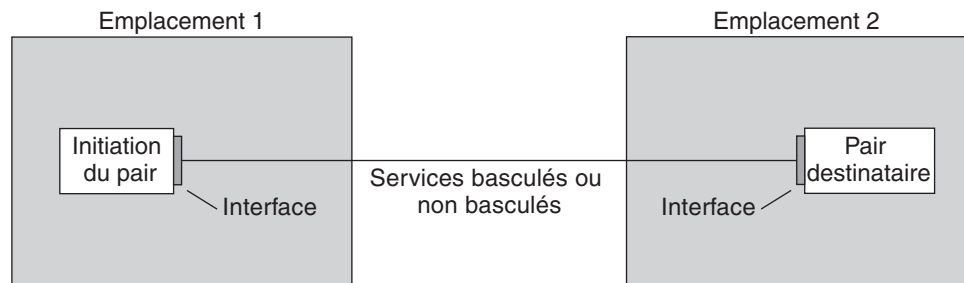 Emplacement 1
Emplacement 2
Initiation
du pair
Pair
destinataire
Services basculés ou
non basculés
Interface
Interface